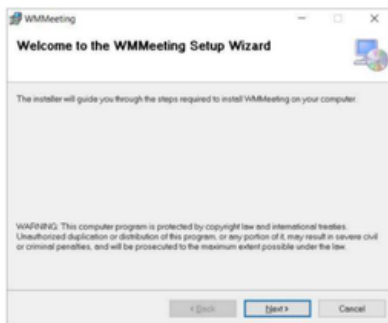 WMMeeting
Welcome to the WMMeeting Setup Wizard
The installer will guide you through the steps required to install WMMeeting on your computer.
WARNING: This computer program is protected by copyright law and international treaties.
Unauthorized duplication or distribution of this program, or any portion of it, may result in severe civil
or criminal penalties, and will be prosecuted to the maximum extent possible under the law.
< Back
Next >
Cancel